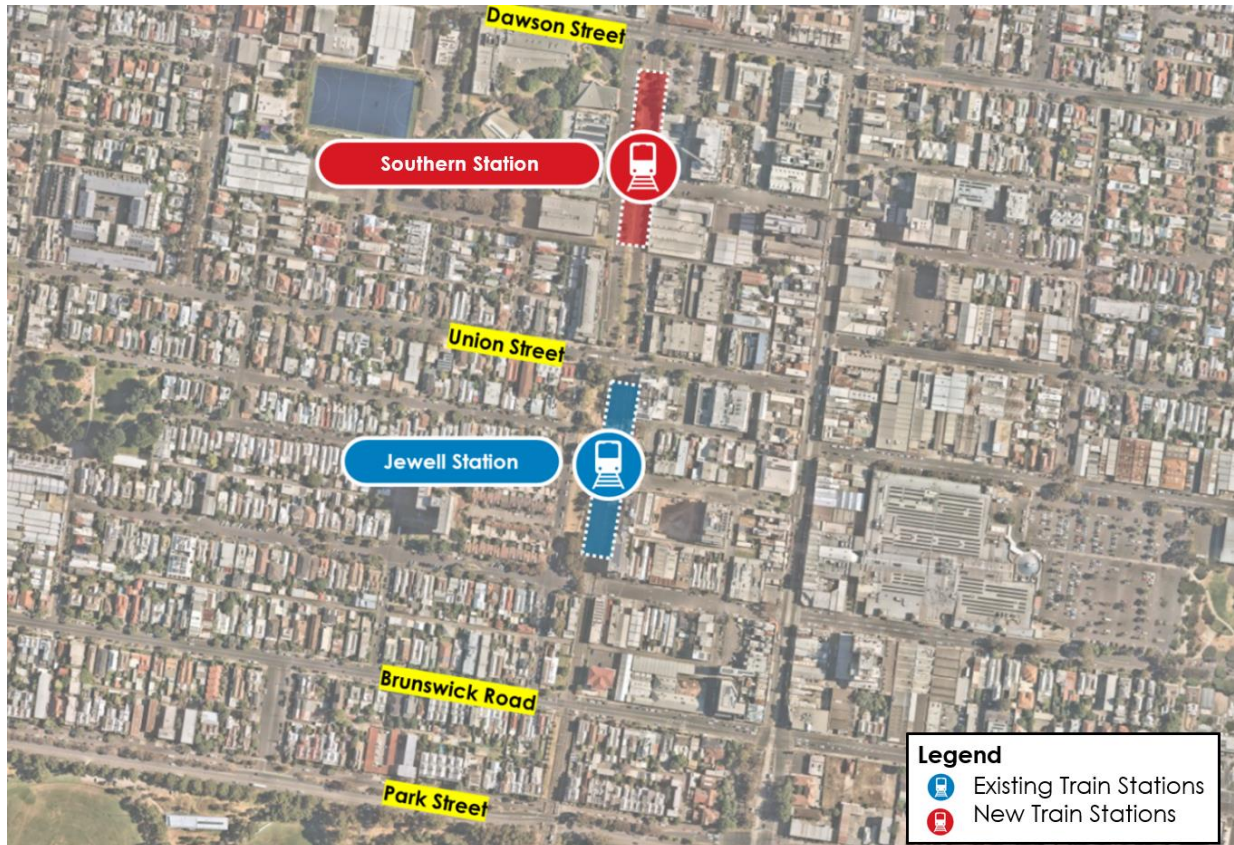 Dawson Street
Southern Station
Union Street
Jewell Station
Brunswick Road
Park Street
Legend
Existing Train Stations
New Train Stations